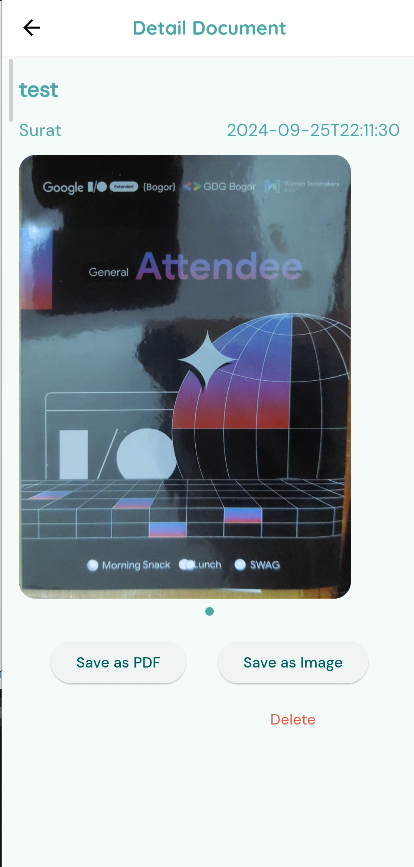 Detail Document
test
Surat 2024-09-25T22:11:30
Google I/O Extended {Bogor} GDG Bogor Women Techmakers
General Attendee
I/O
Morning Snack Lunch SWAG
Save as PDF Save as Image
Delete